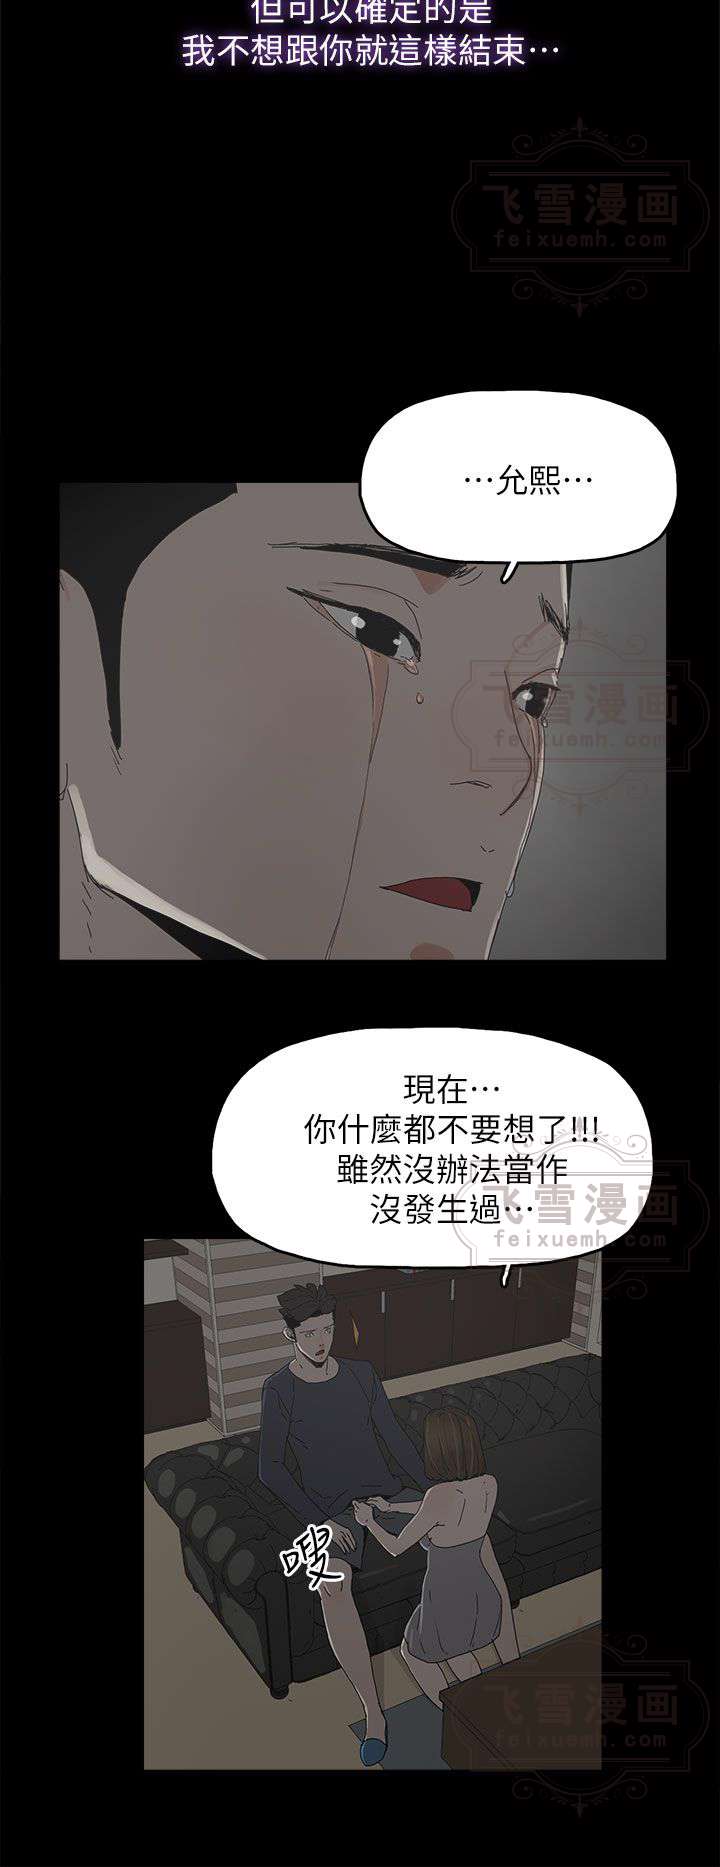 但可以確定的是
我不想跟你就這樣結束⋯
飞雪漫画
feixuemh.com
⋯允熙⋯
飞雪漫画
feixuemh.com
現在⋯
你什麼都不要想了!!!
雖然沒辦法當作
沒發生過⋯
飞雪漫画
feixuemh.com
嗖
飞雪漫画
feixuemh.com